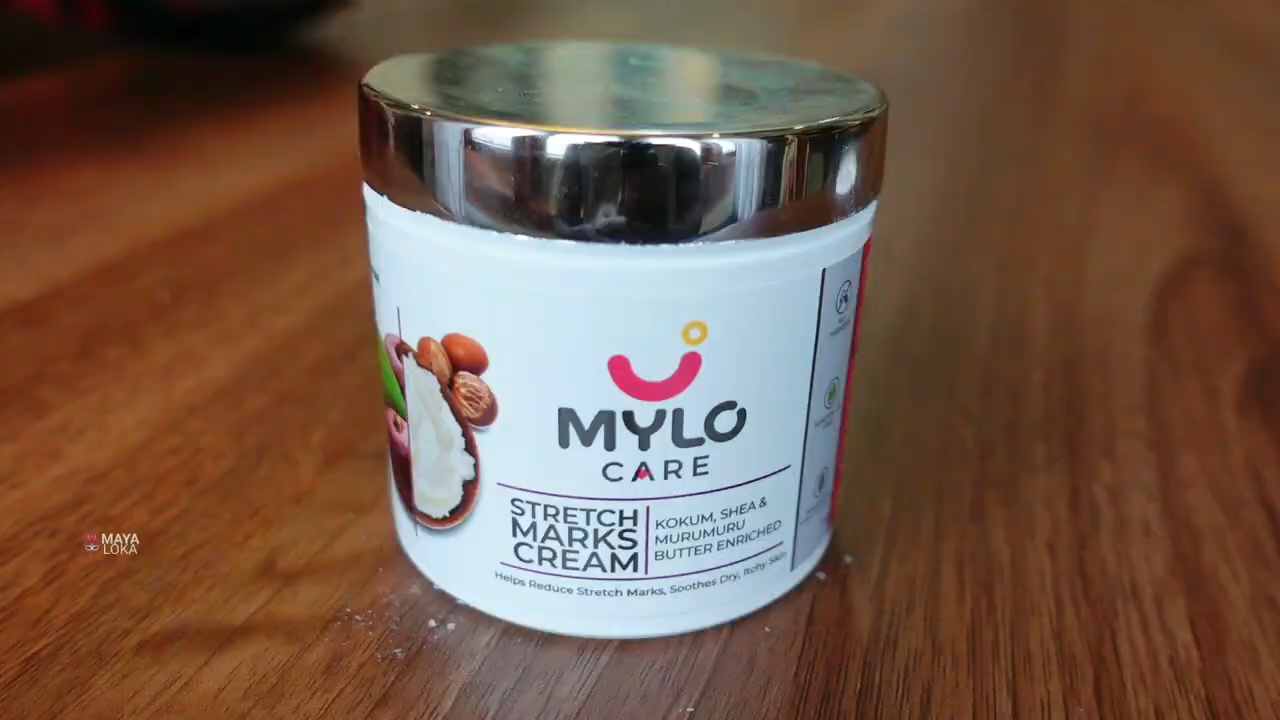 MYLO
CARE
STRETCH
MARKS
CREAM
KOKUM, SHEA &
MURUMURU
BUTTER ENRICHED
Helps Reduce Stretch Marks, Soothes Dry, Itchy Skin
MAYA
LOKA